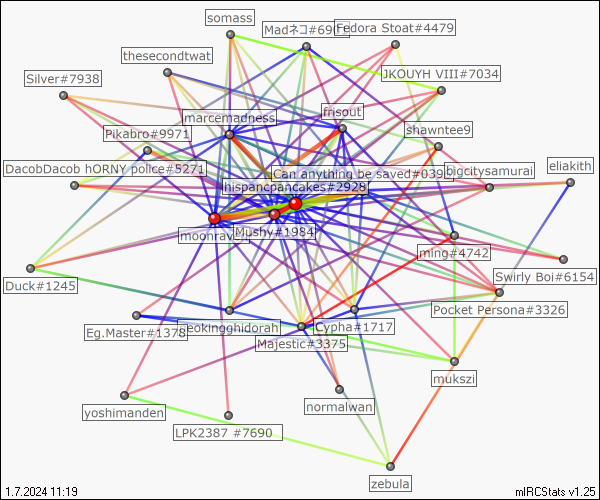 somass
Madネコ#690
Fedora Stoat#4479
thesecondtwat
Silver#7938
JKOUYH VIII#7034
marcemadness
frisout
Pikabro#9971
shawntee9
DacobDacob hORNY police#5271
Can anything be saved#039
bigcitysamurai
eliakith
hispancpancakes#2928
moonrav
Mushy#1984
ming#4742
Duck#1245
Swirly Boi#6154
Pocket Persona#3326
Eg.Master#1378
eokingghidorah
Cypha#1717
Majestic#3375
mukszi
yoshimanden
normalwan
LPK2387 #7690
zebula
1.7.2024 11:19
mIRCStats v1.25